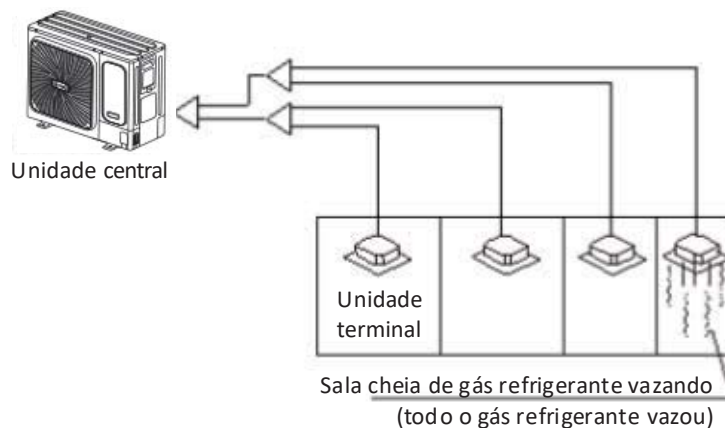 Unidade central
Unidade
terminal
Sala cheia de gás refrigerante vazando
(todo o gás refrigerante vazou)